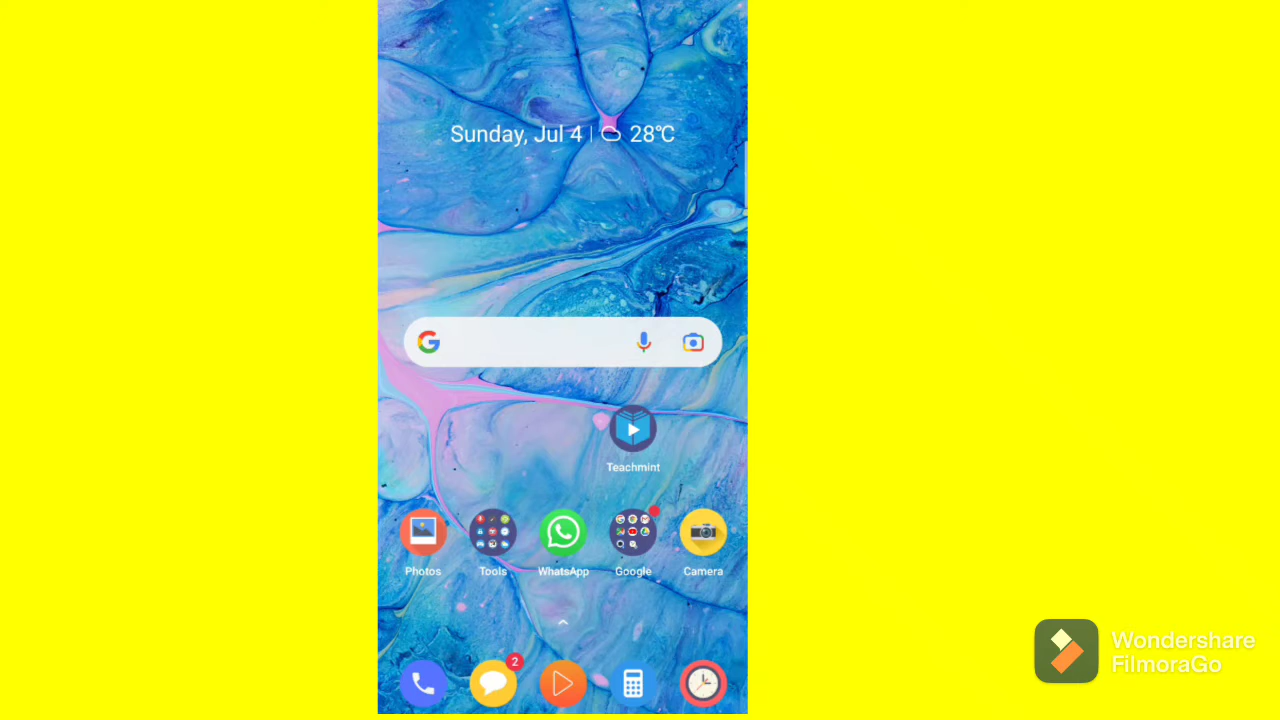 Sunday, Jul 4 | 28°C
Teachmint
Photos
Tools
WhatsApp
Google
Camera
2
Wondershare
FilmoraGo